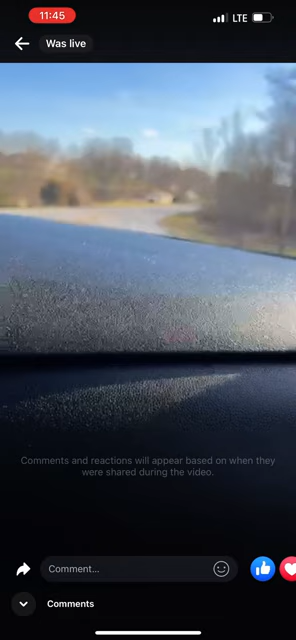 11:45
LTE
Was live
Comments and reactions will appear based on when they
were shared during the video.
Comment...
Comments